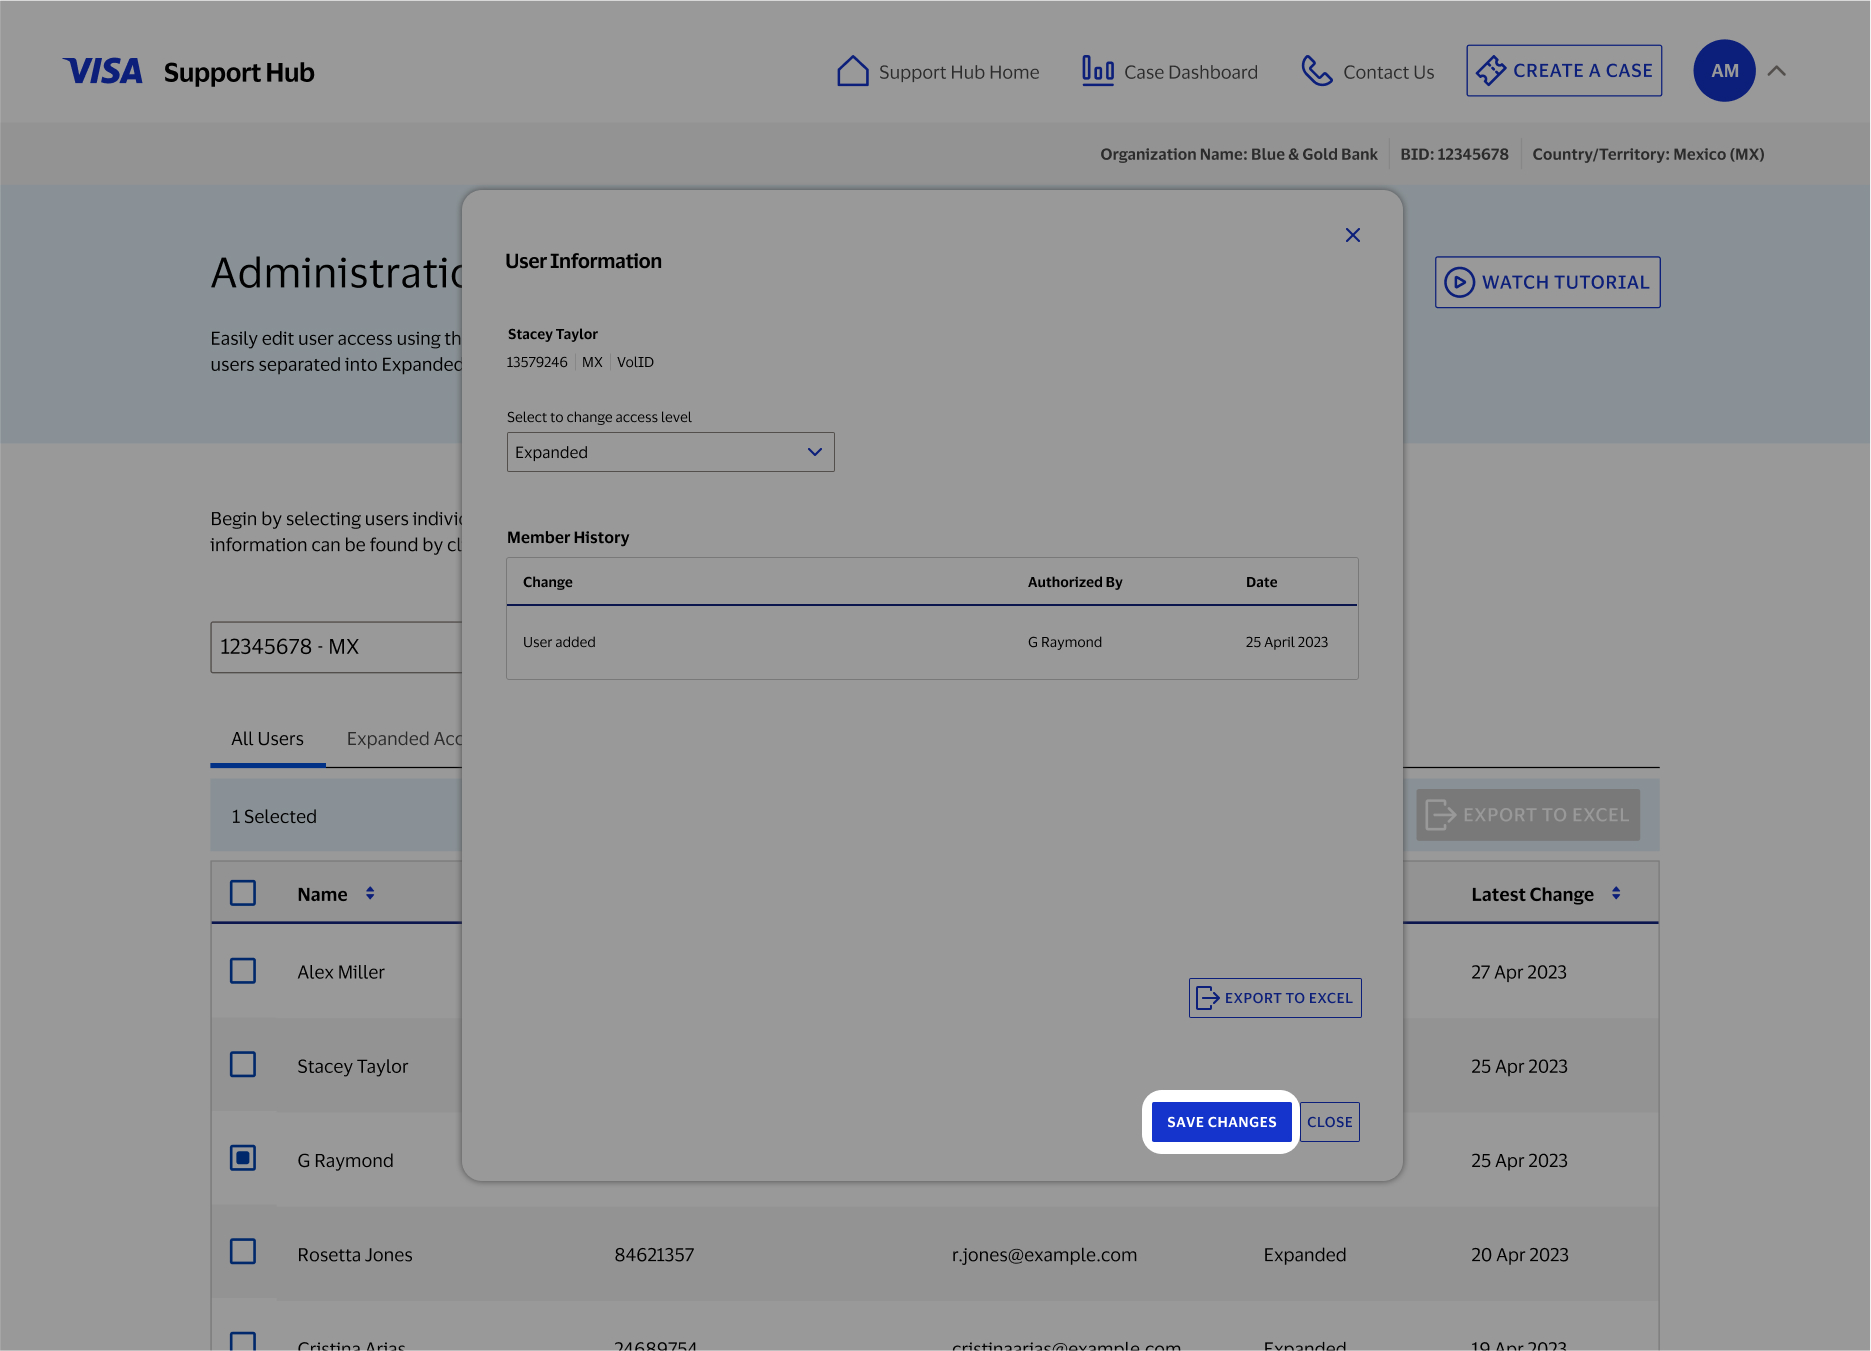 VISA Support Hub
Support Hub Home
Case Dashboard
Contact Us
CREATE A CASE
AM
Organization Name: Blue & Gold Bank
BID: 12345678
Country/Territory: Mexico (MX)
Administratio
WATCH TUTORIAL
Easily edit user access using th
users separated into Expanded
User Information
Stacey Taylor
13579246 MX VolID
Select to change access level
Expanded
Begin by selecting users indivi
information can be found by cl
Member History
Change Authorized By Date
User added G Raymond 25 April 2023
12345678 - MX
All Users Expanded Acc
1 Selected
EXPORT TO EXCEL
Name Latest Change
Alex Miller 27 Apr 2023
EXPORT TO EXCEL
Stacey Taylor 25 Apr 2023
SAVE CHANGES CLOSE
G Raymond 25 Apr 2023
Rosetta Jones 84621357 r.jones@example.com Expanded 20 Apr 2023
Cristina Arias 24689754 cristinaarias@example.com Expanded 19 Apr 2023